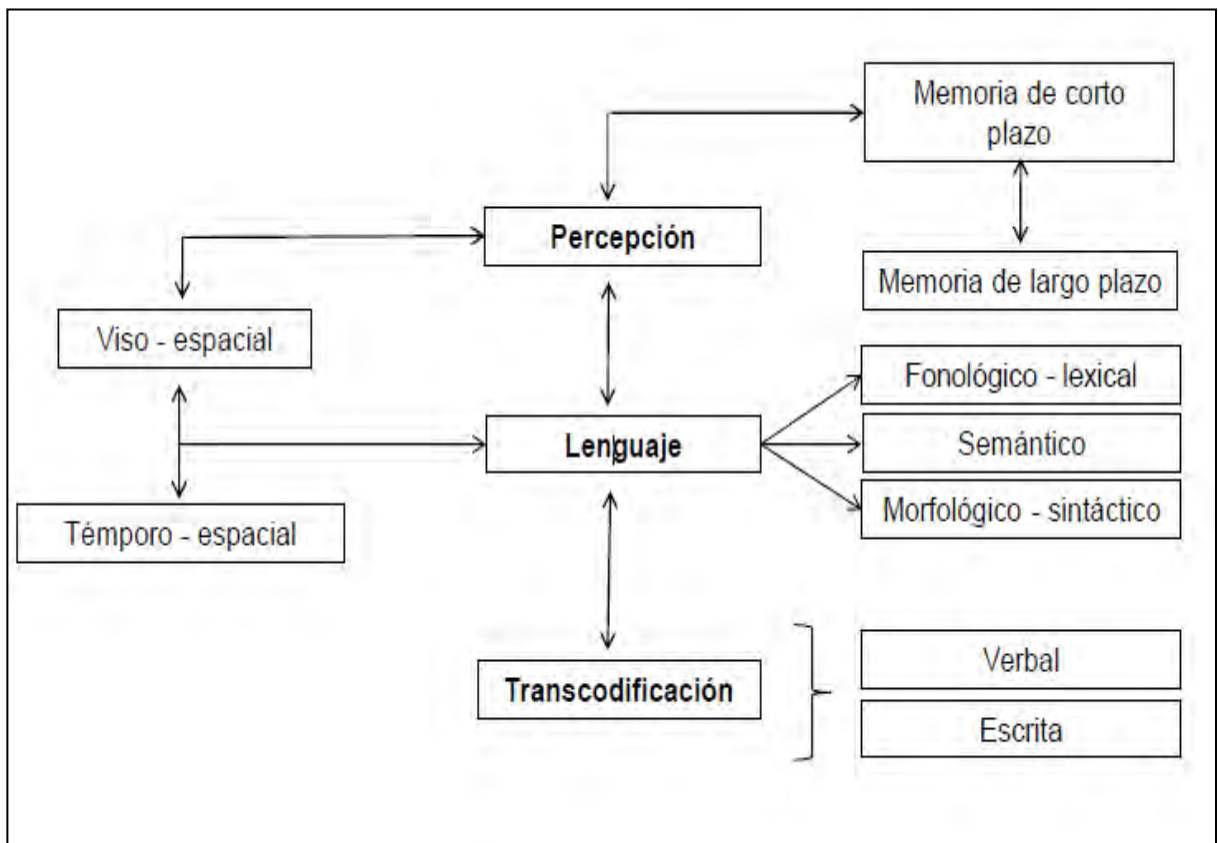 Memoria de corto
plazo
Percepción
Memoria de largo plazo
Viso - espacial
Fonológico - lexical
Lenguaje
Semántico
Morfológico - sintáctico
Témporo - espacial
Verbal
Transcodificación
Escrita